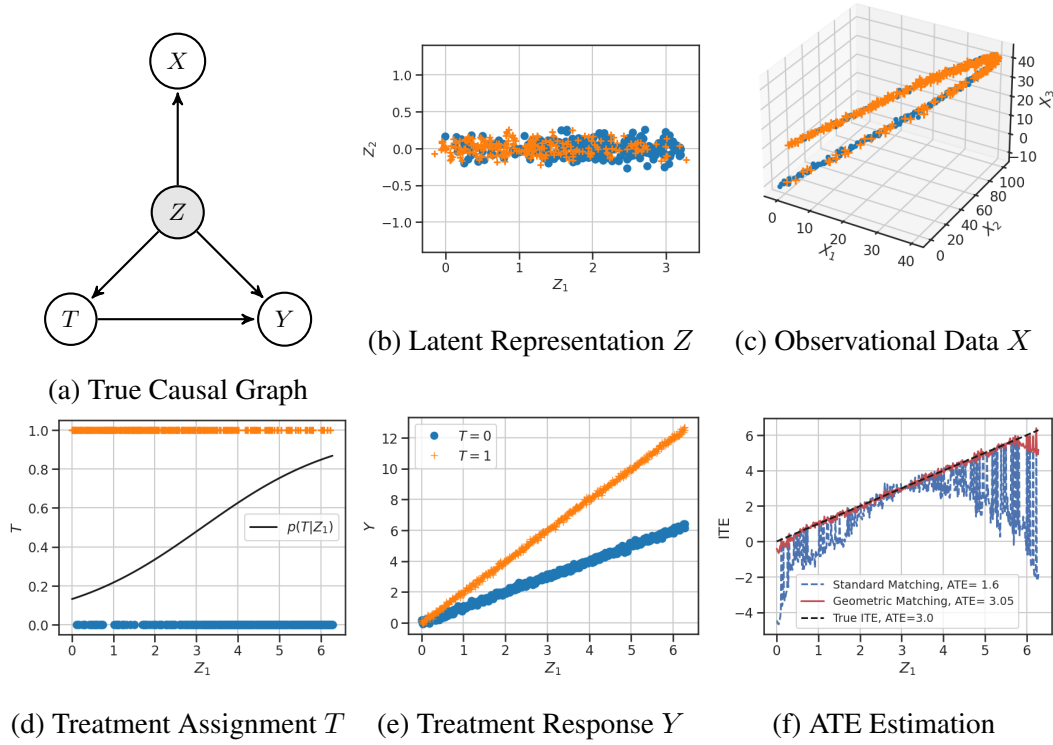 X
Z
T
Y
(a) True Causal Graph
1.0
0.5
0.0
−0.5
−1.0
Z₂
0 1 2 3
Z₁
(b) Latent Representation Z
40
30
20
10
0
−10
X₃
0 10 20 30 40
X₁
0 20 40 60 80 100
X₂
(c) Observational Data X
1.0
0.8
0.6
0.4
0.2
0.0
T
p(T|Z₁)
0 1 2 3 4 5 6
Z₁
(d) Treatment Assignment T
12
10
8
6
4
2
0
Y
T = 0
T = 1
0 1 2 3 4 5 6
Z₁
(e) Treatment Response Y
6
4
2
0
−2
−4
ITE
Standard Matching, ATE= 1.6
Geometric Matching, ATE= 3.05
True ITE, ATE=3.0
0 1 2 3 4 5 6
Z₁
(f) ATE Estimation